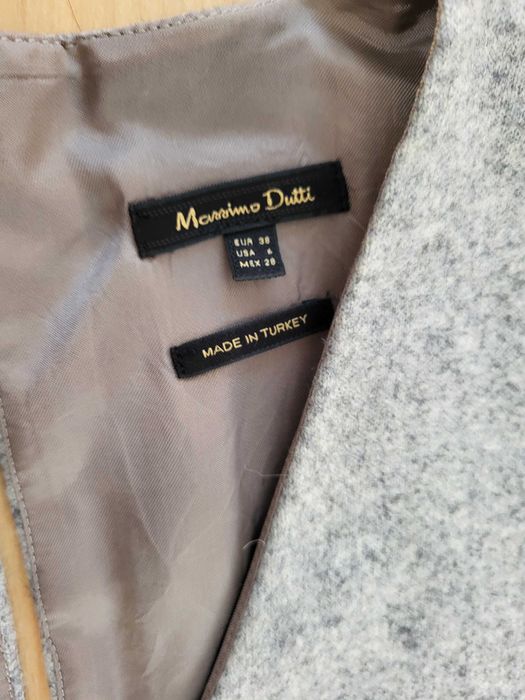 Massimo Dutti
EUR 38
USA 6
MEX 28
MADE IN TURKEY